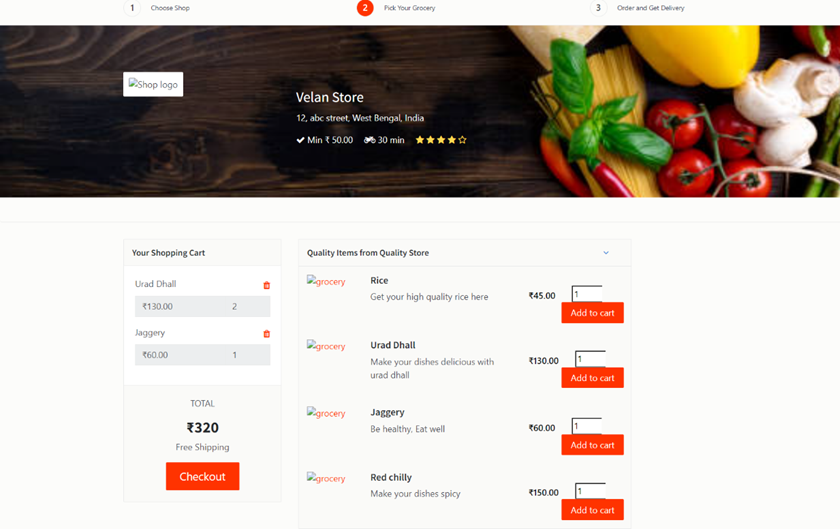 1 Choose Shop 2 Pick Your Grocery 3 Order and Get Delivery
Shop logo
Velan Store
12, abc street, West Bengal, India
Min ₹ 50.00 30 min
Your Shopping Cart
Urad Dhall
₹130.00 2
Jaggery
₹60.00 1
TOTAL
₹320
Free Shipping
Checkout
Quality Items from Quality Store
grocery
Rice
Get your high quality rice here
₹45.00
1
Add to cart
grocery
Urad Dhall
Make your dishes delicious with
urad dhall
₹130.00
1
Add to cart
grocery
Jaggery
Be healthy, Eat well
₹60.00
1
Add to cart
grocery
Red chilly
Make your dishes spicy
₹150.00
1
Add to cart